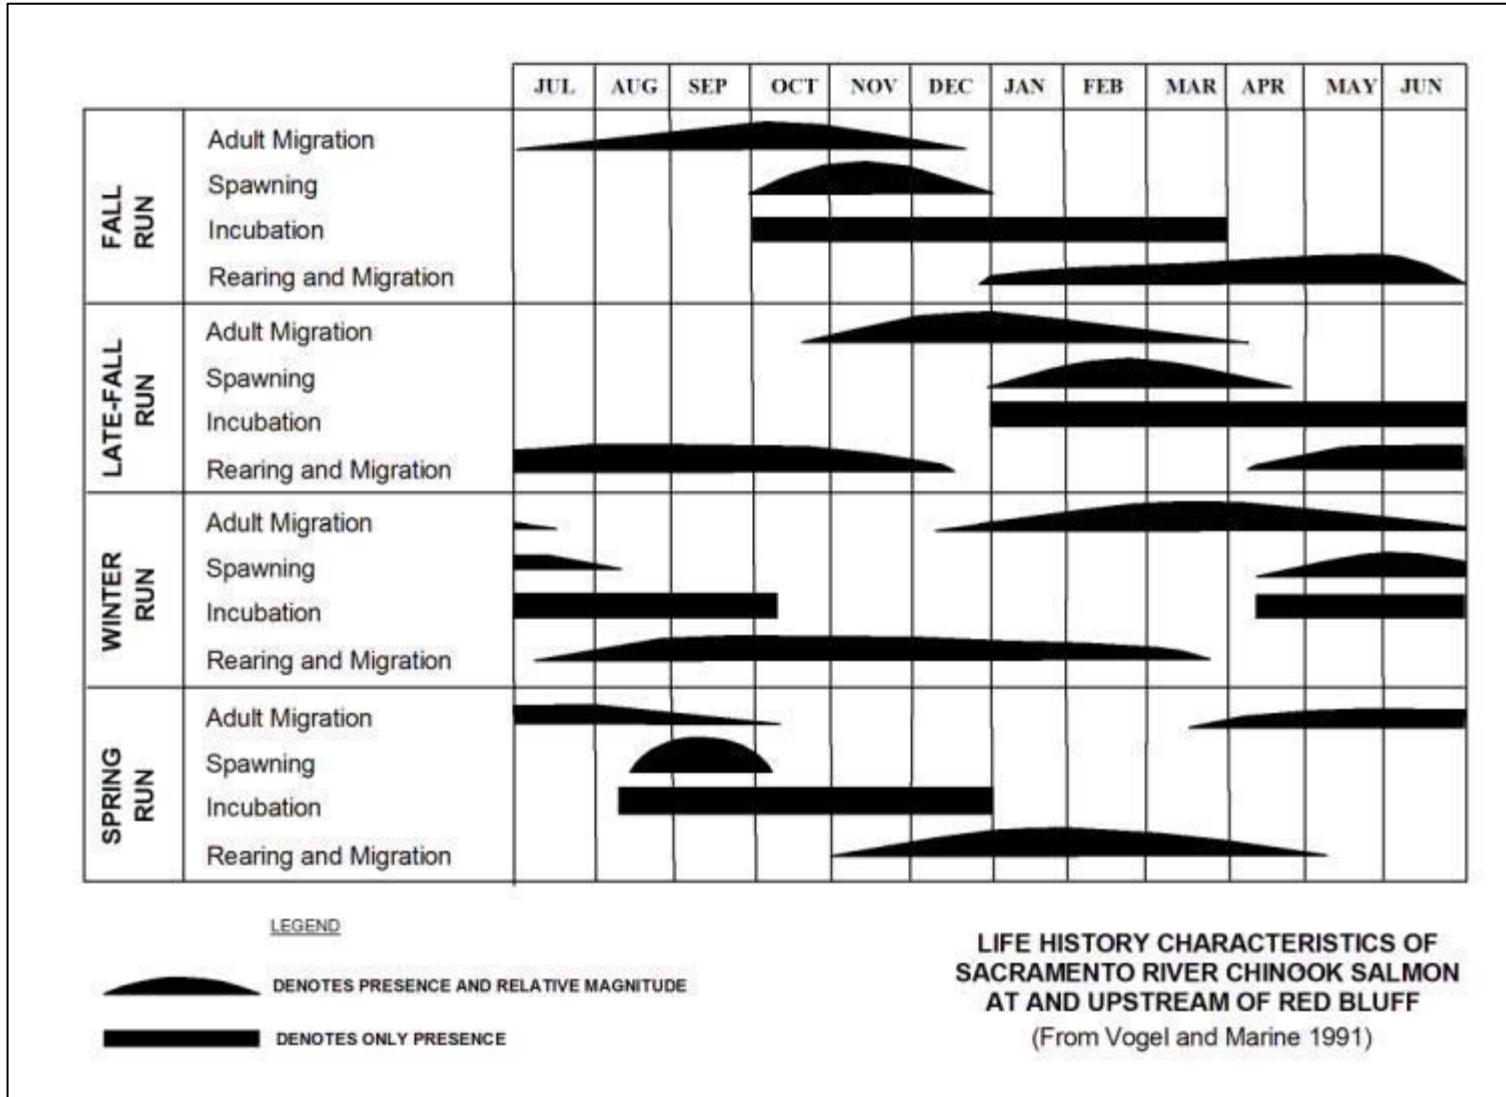 JUL AUG SEP OCT NOV DEC JAN FEB MAR APR MAY JUN
FALL
RUN
Adult Migration
Spawning
Incubation
Rearing and Migration
LATE-FALL
RUN
Adult Migration
Spawning
Incubation
Rearing and Migration
WINTER
RUN
Adult Migration
Spawning
Incubation
Rearing and Migration
SPRING
RUN
Adult Migration
Spawning
Incubation
Rearing and Migration
LEGEND
DENOTES PRESENCE AND RELATIVE MAGNITUDE
DENOTES ONLY PRESENCE
LIFE HISTORY CHARACTERISTICS OF
SACRAMENTO RIVER CHINOOK SALMON
AT AND UPSTREAM OF RED BLUFF
(From Vogel and Marine 1991)